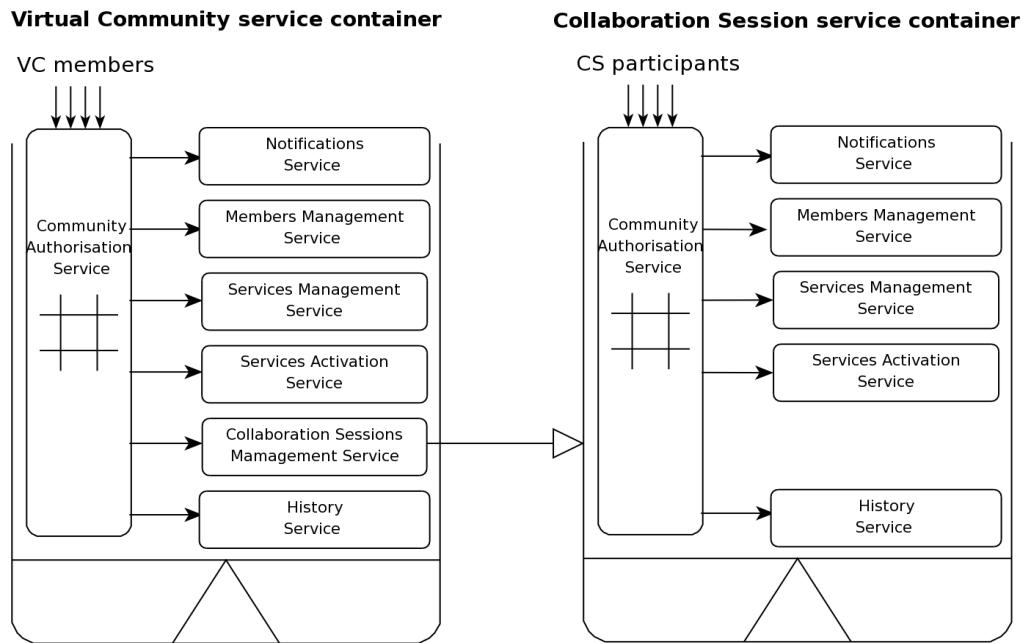 Virtual Community service container
VC members
Community
Authorisation
Service
Notifications
Service
Members Management
Service
Services Management
Service
Services Activation
Service
Collaboration Sessions
Mamagement Service
History
Service
Collaboration Session service container
CS participants
Community
Authorisation
Service
Notifications
Service
Members Management
Service
Services Management
Service
Services Activation
Service
History
Service